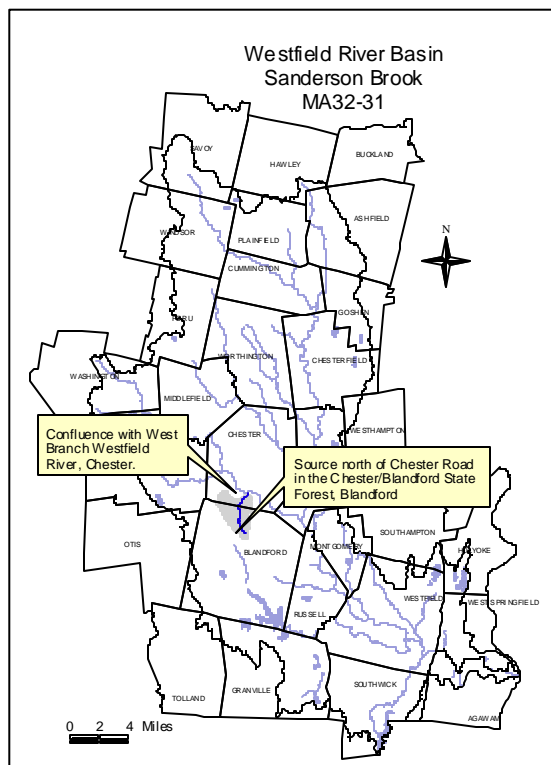 Westfield River Basin
Sanderson Brook
MA32-31
SAVOY
HAWLEY
BUCKLAND
ASHFIELD
WINDSOR
PLAINFIELD
N
CUMMINGTON
GOSHEN
PERU
WORTHINGTON
CHESTERFIELD
WASHINGTON
MIDDLEFIELD
WESTHAMPTON
CHESTER
Confluence with West
Branch Westfield
River, Chester.
Source north of Chester Road
in the Chester/Blandford State
Forest, Blandford
OTIS
BLANDFORD
MONTGOMERY
SOUTHAMPTON
HOLYOKE
WESTFIELD
WEST SPRINGFIELD
RUSSELL
TOLLAND
GRANVILLE
SOUTHWICK
AGAWAM
0 2 4 Miles